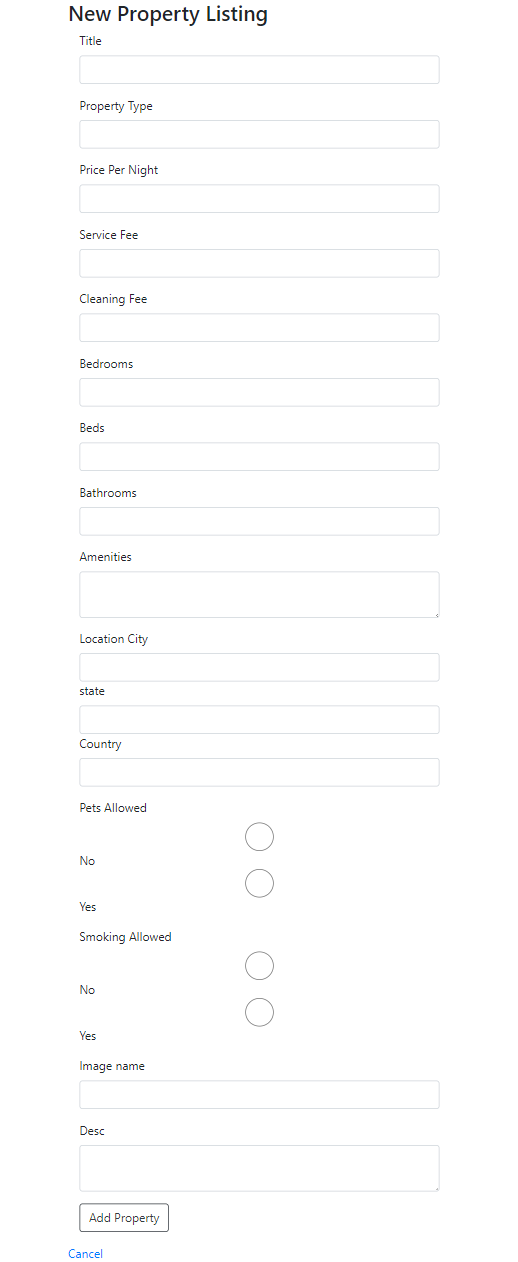 New Property Listing
Title
Property Type
Price Per Night
Service Fee
Cleaning Fee
Bedrooms
Beds
Bathrooms
Amenities
Location City
state
Country
Pets Allowed
No
Yes
Smoking Allowed
No
Yes
Image name
Desc
Add Property
Cancel